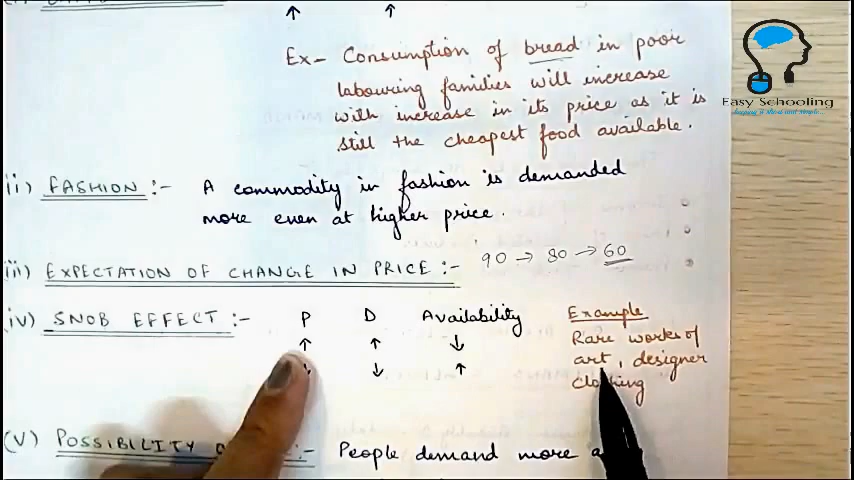 ↑ ↑
Ex- Consumption of bread in poor
labouring families will increase
with increase in its price as it is
still the cheapest food available.
Easy Schooling
ii) FASHION :- A commodity in fashion is demanded
more even at higher price.
iii) EXPECTATION OF CHANGE IN PRICE :- 90 → 80 → 60
(iv) SNOB EFFECT :- P D Availability Example
↑ ↑ ↓ Rare works of
↓ ↑ art, designer
clothing
(V) POSSIBILITY :- People demand more